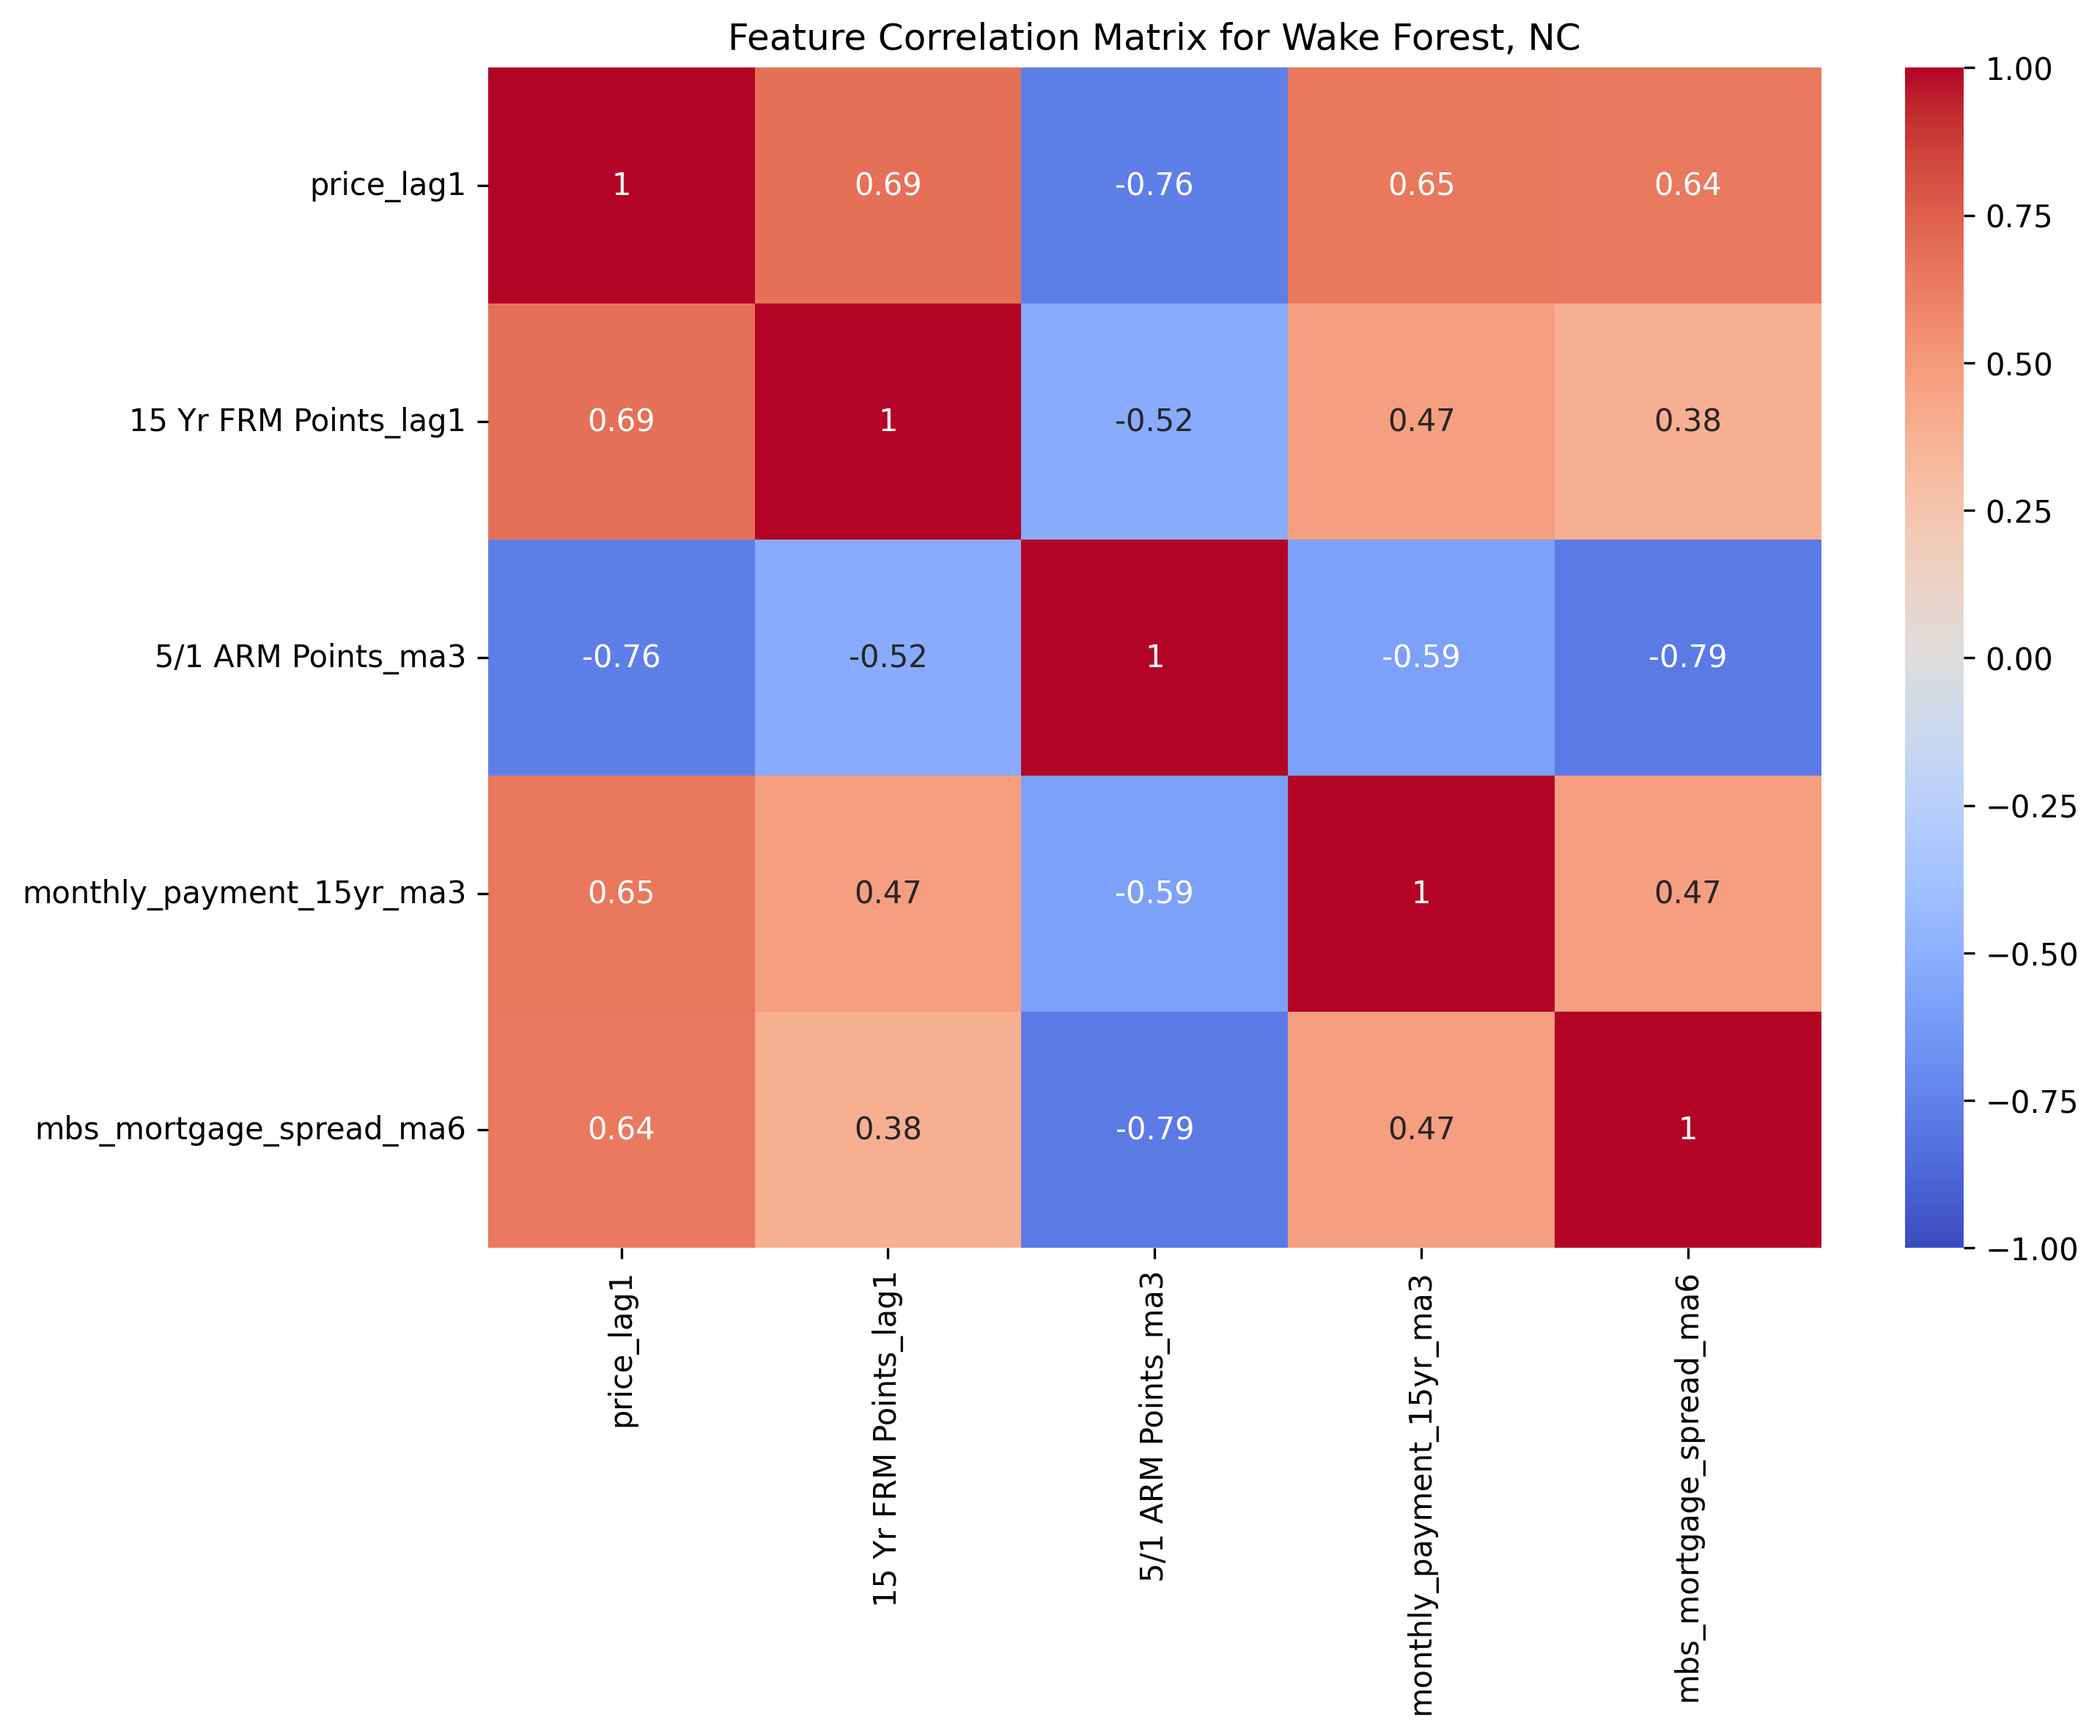 Feature Correlation Matrix for Wake Forest, NC
price_lag1
1 0.69 -0.76 0.65 0.64
15 Yr FRM Points_lag1
0.69 1 -0.52 0.47 0.38
5/1 ARM Points_ma3
-0.76 -0.52 1 -0.59 -0.79
monthly_payment_15yr_ma3
0.65 0.47 -0.59 1 0.47
mbs_mortgage_spread_ma6
0.64 0.38 -0.79 0.47 1
price_lag1
15 Yr FRM Points_lag1
5/1 ARM Points_ma3
monthly_payment_15yr_ma3
mbs_mortgage_spread_ma6
1.00
0.75
0.50
0.25
0.00
−0.25
−0.50
−0.75
−1.00